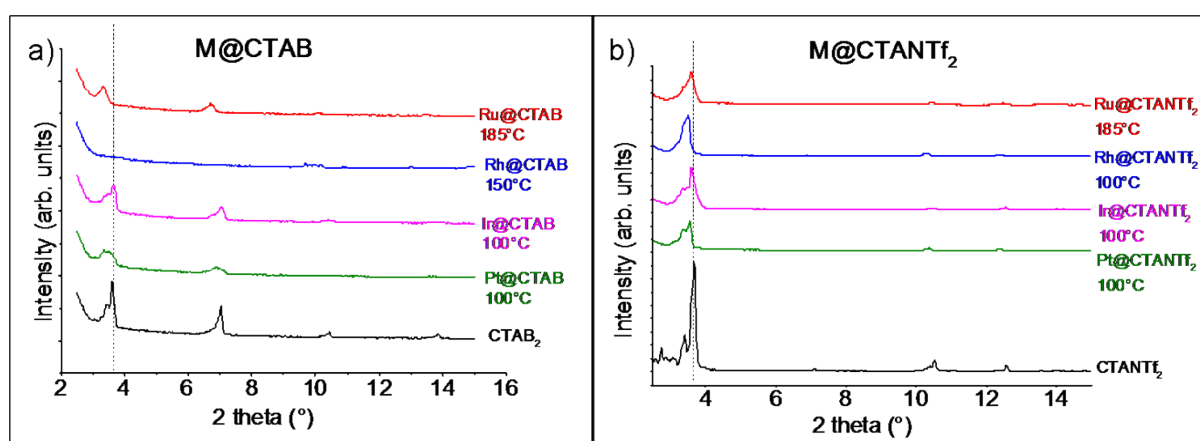 a)
M@CTAB
Intensity (arb. units)
Ru@CTAB
185°C
Rh@CTAB
150°C
In@CTAB
100°C
Pt@CTAB
100°C
CTAB₂
2 4 6 8 10 12 14 16
2 theta (°)
b)
M@CTANTf₂
Intensity (arb. units)
Ru@CTANTf₂
185°C
Rh@CTANTf₂
100°C
Ir@CTANTf₂
100°C
Pt@CTANTf₂
100°C
CTANTf₂
4 6 8 10 12 14
2 theta (°)